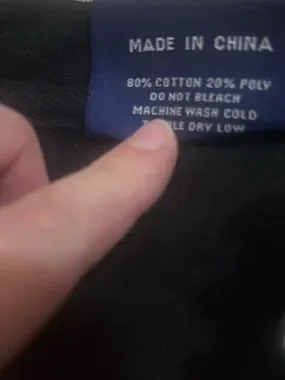 MADE IN CHINA
80% COTTON 20% POLY
DO NOT BLEACH
MACHINE WASH COLD
DRY LOW